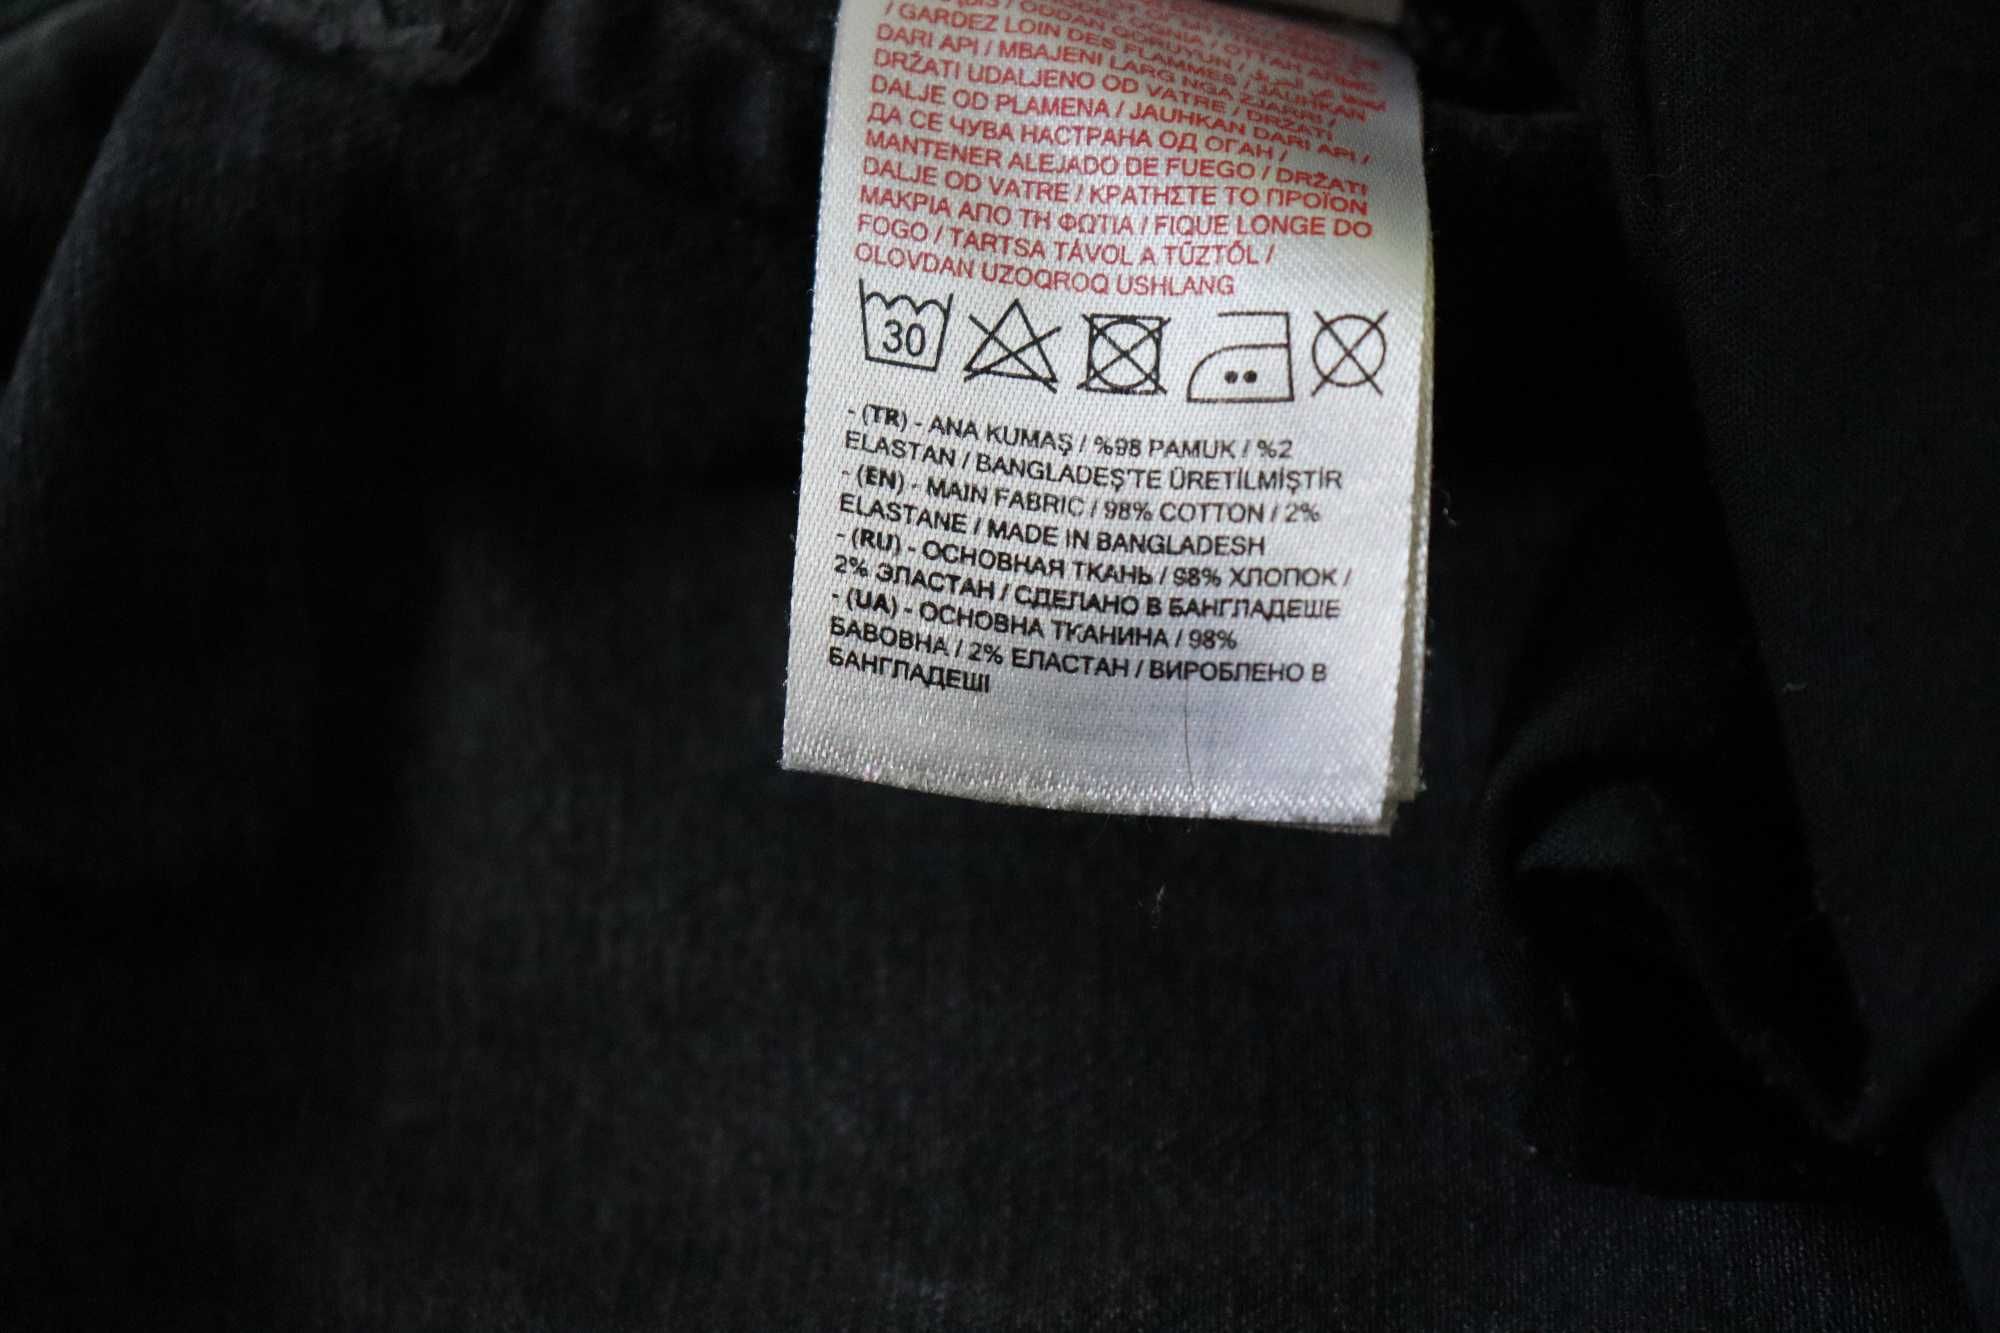 / GARDEZ LOIN DES FLAMMES /
DARI API / MBAJENI LARG NGA ZJARRI / JAUHKAN
DRŽATI UDALJENO OD VATRE / DRŽATI
DALJE OD PLAMENA / JAUHKAN DARI API /
ДА СЕ ЧУВА НАСТРАНА ОД ОГАН /
MANTENER ALEJADO DE FUEGO / DRŽATI
DALJE OD VATRE / ΚΡΑΤΗΣΤΕ ΤΟ ΠΡΟΪΟΝ
ΜΑΚΡΙΑ ΑΠΟ ΤΗ ΦΩΤΙΑ / FIQUE LONGE DO
FOGO / TARTSA TÁVOL A TŰZTŐL /
OLOVDAN UZOQROQ USHLANG
30
- (TR) - ANA KUMAŞ / %98 PAMUK / %2
ELASTAN / BANGLADEŞ'TE ÜRETİLMİŞTİR
- (EN) - MAIN FABRIC / 98% COTTON / 2%
ELASTANE / MADE IN BANGLADESH
- (RU) - ОСНОВНАЯ ТКАНЬ / 98% ХЛОПОК /
2% ЭЛАСТАН / СДЕЛАНО В БАНГЛАДЕШЕ
- (UA) - ОСНОВНА ТКАНИНА / 98%
БАВОВНА / 2% ЕЛАСТАН / ВИРОБЛЕНО В
БАНГЛАДЕШІ